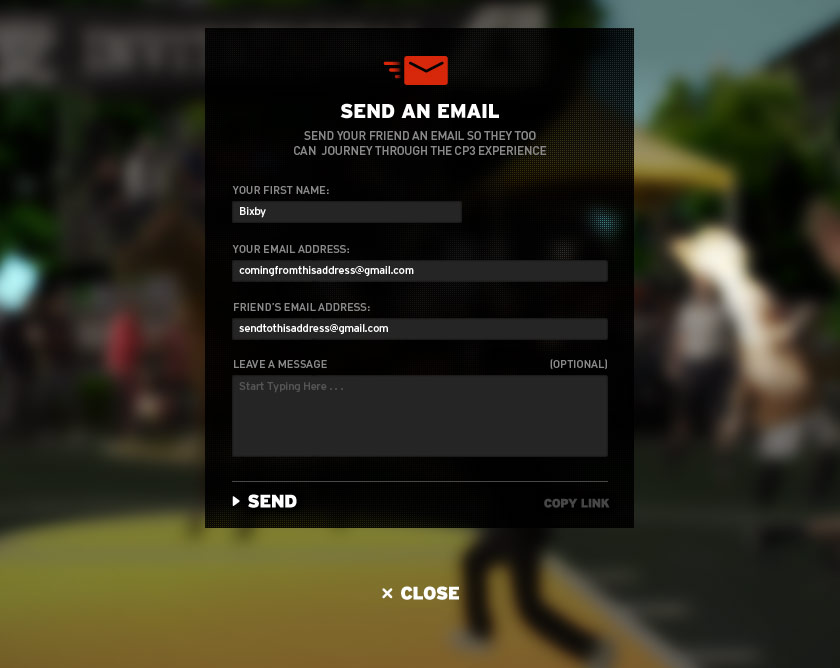 SEND AN EMAIL
SEND YOUR FRIEND AN EMAIL SO THEY TOO
CAN JOURNEY THROUGH THE CP3 EXPERIENCE
YOUR FIRST NAME:
Bixby
YOUR EMAIL ADDRESS:
comingfromthisaddress@gmail.com
FRIEND'S EMAIL ADDRESS:
sendtothisaddress@gmail.com
LEAVE A MESSAGE (OPTIONAL)
Start Typing Here . . .
SEND COPY LINK
× CLOSE